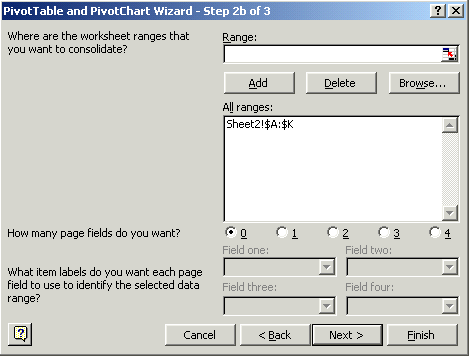 PivotTable and PivotChart Wizard - Step 2b of 3
Where are the worksheet ranges that
you want to consolidate?
Range:
Add
Delete
Browse...
All ranges:
Sheet2!$A:$K
How many page fields do you want?
0
1
2
3
4
What item labels do you want each page
field to use to identify the selected data
range?
Field one:
Field two:
Field three:
Field four:
Cancel
< Back
Next >
Finish